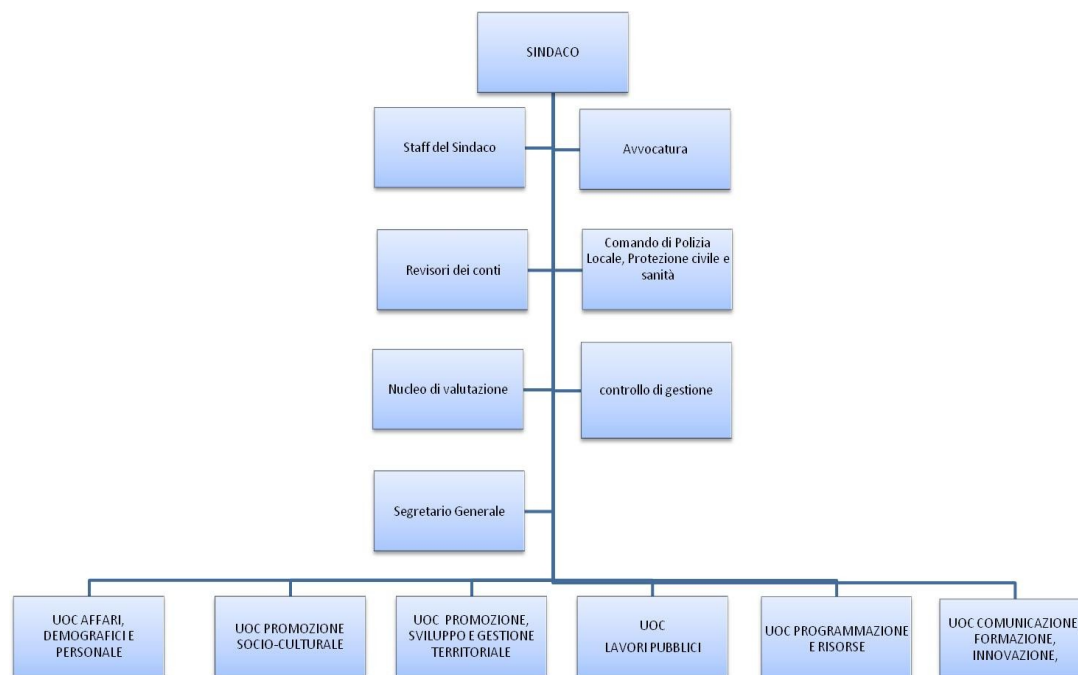 SINDACO
Staff del Sindaco
Avvocatura
Revisori dei conti
Comando di Polizia
Locale, Protezione civile e
sanità
Nucleo di valutazione
controllo di gestione
Segretario Generale
UOC AFFARI,
DEMOGRAFICI E
PERSONALE
UOC PROMOZIONE
SOCIO-CULTURALE
UOC PROMOZIONE,
SVILUPPO E GESTIONE
TERRITORIALE
UOC
LAVORI PUBBLICI
UOC PROGRAMMAZIONE
E RISORSE
UOC COMUNICAZIONE,
FORMAZIONE,
INNOVAZIONE,